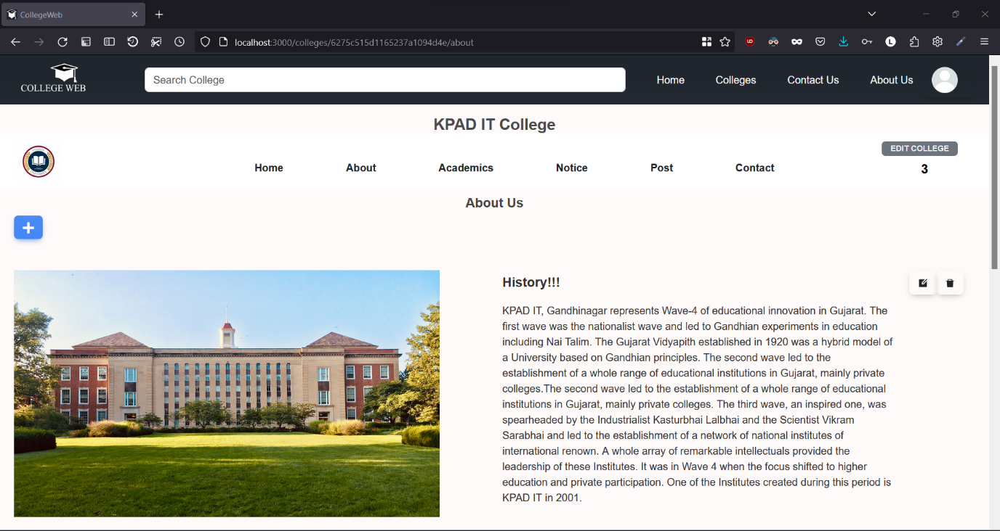 CollegeWeb
localhost:3000/colleges/6275c515d1165237a1094d4e/about
COLLEGE WEB
Search College
Home
Colleges
Contact Us
About Us
KPAD IT College
Home
About
Academics
Notice
Post
Contact
EDIT COLLEGE
3
About Us
History!!!
KPAD IT, Gandhinagar represents Wave-4 of educational innovation in Gujarat. The
first wave was the nationalist wave and led to Gandhian experiments in education
including Nai Talim. The Gujarat Vidyapith established in 1920 was a hybrid model of
a University based on Gandhian principles. The second wave led to the
establishment of a whole range of educational institutions in Gujarat, mainly private
colleges.The second wave led to the establishment of a whole range of educational
institutions in Gujarat, mainly private colleges. The third wave, an inspired one, was
spearheaded by the Industrialist Kasturbhai Lalbhai and the Scientist Vikram
Sarabhai and led to the establishment of a network of national institutes of
international renown. A whole array of remarkable intellectuals provided the
leadership of these Institutes. It was in Wave 4 when the focus shifted to higher
education and private participation. One of the Institutes created during this period is
KPAD IT in 2001.